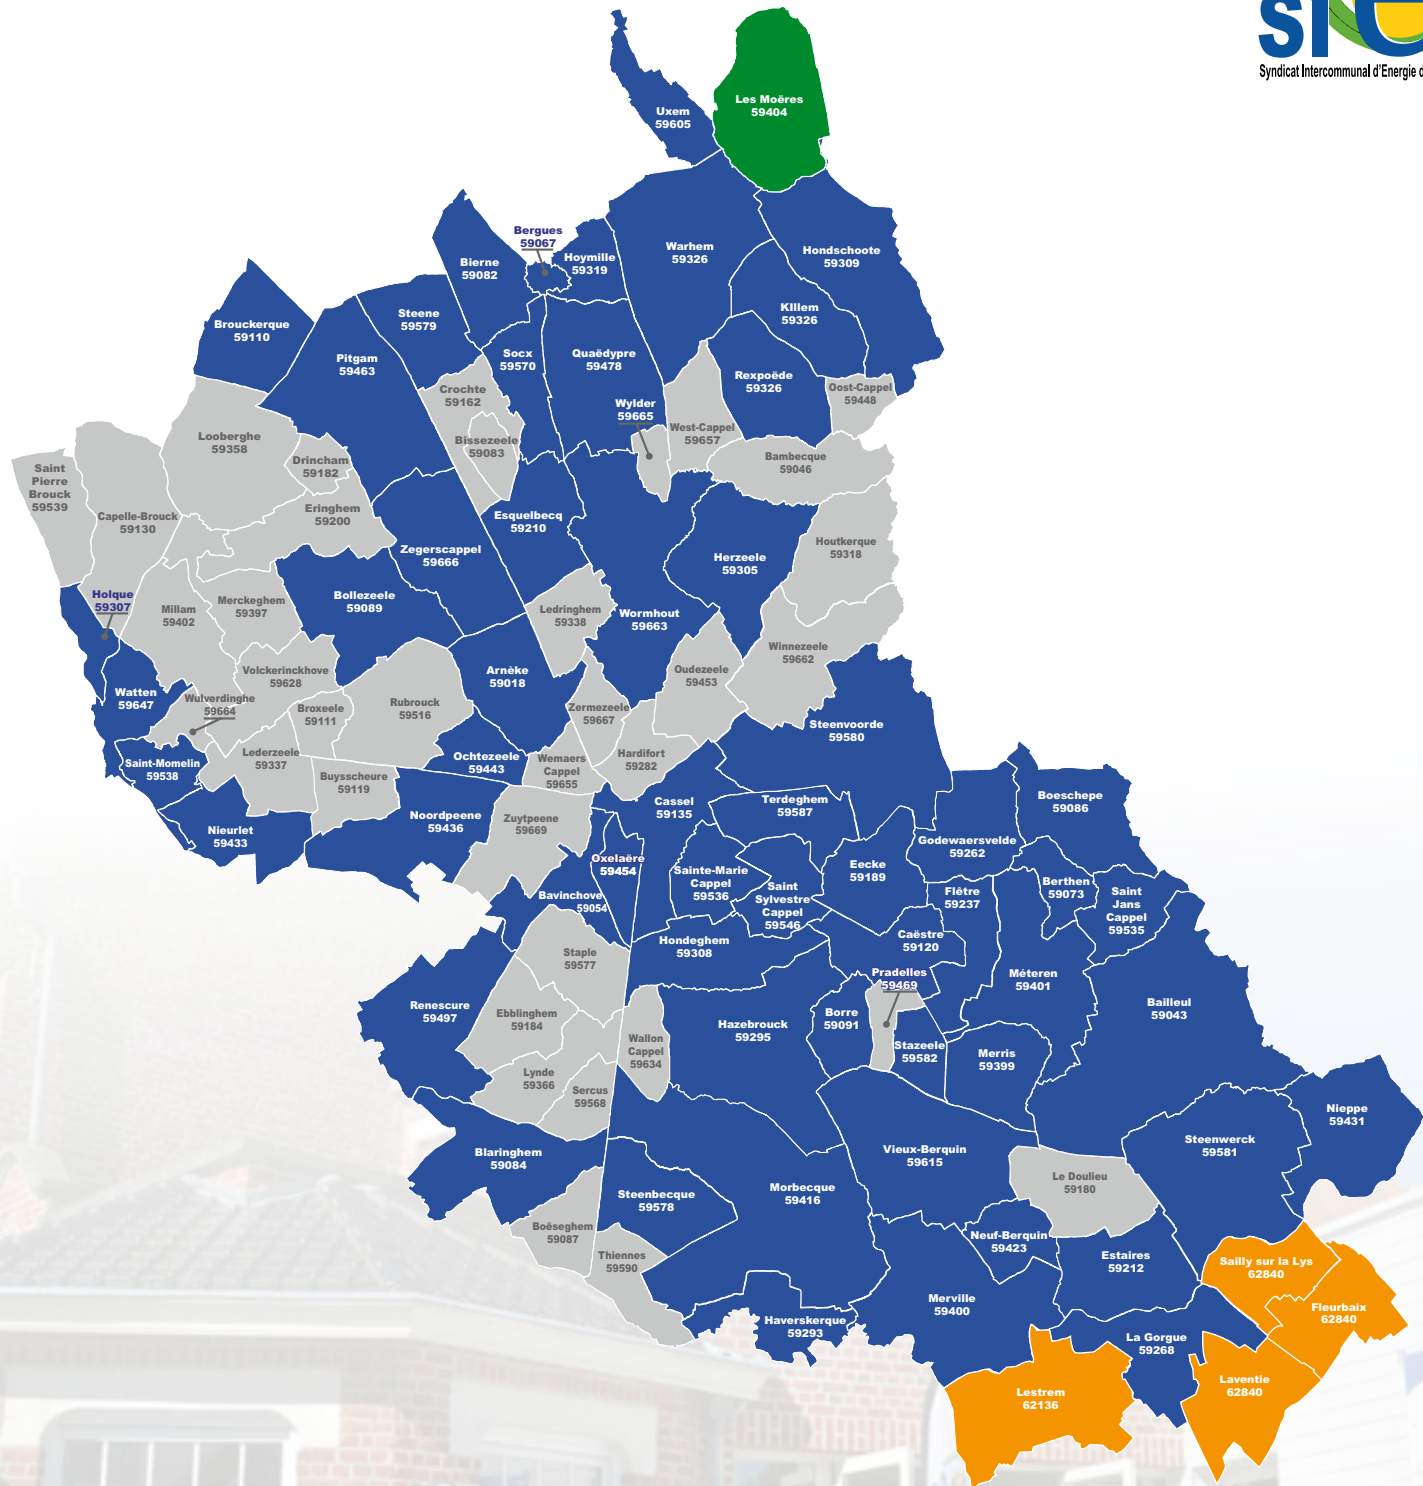 Syndicat Intercommunal d'Energie d
Les Moëres
59404
Uxem
59605
Bergues
59067
Hoymille
59319
Warhem
59326
Hondschoote
59309
Bierne
59082
Killem
59326
Steene
59579
Brouckerque
59110
Pitgam
59463
Socx
59570
Quaëdypre
59478
Rexpoëde
59326
Oost-Cappel
59448
Crochte
59162
Wylder
59665
West-Cappel
59657
Looberghe
59358
Bissezeele
59083
Bambecque
59046
Drincham
59182
Saint
Pierre
Brouck
59539
Capelle-Brouck
59130
Eringhem
59200
Esquelbecq
59210
Houtkerque
59318
Zegerscappel
59666
Herzeele
59305
Holque
59307
Millam
59402
Merckeghem
59397
Bollezeele
59089
Ledringhem
59338
Wormhout
59663
Winnezeele
59662
Volckerinckhove
59628
Arnèke
59018
Oudezeele
59453
Watten
59647
Wulverdinghe
59664
Broxeele
59111
Rubrouck
59516
Zermezeele
59667
Steenvoorde
59580
Saint-Momelin
59538
Lederzeele
59337
Ochtezeele
59443
Wemaers
Cappel
59655
Hardifort
59282
Buysscheure
59119
Cassel
59135
Terdeghem
59587
Boeschepe
59086
Nieurlet
59433
Noordpeene
59436
Zuytpeene
59669
Godewaersvelde
59262
Oxelaëre
59454
Sainte-Marie
Cappel
59536
Saint
Sylvestre
Cappel
59546
Eecke
59189
Flêtre
59237
Berthen
59073
Saint
Jans
Cappel
59535
Bavinchove
59054
Hondeghem
59308
Caëstre
59120
Staple
59577
Pradelles
59469
Méteren
59401
Bailleul
59043
Renescure
59497
Ebblinghem
59184
Wallon
Cappel
59634
Hazebrouck
59295
Borre
59091
Stazeele
59582
Merris
59399
Lynde
59366
Sercus
59568
Nieppe
59431
Blaringhem
59084
Vieux-Berquin
59615
Steenwerck
59581
Le Doulieu
59180
Steenbecque
59578
Morbecque
59416
Boëseghem
59087
Neuf-Berquin
59423
Thiennes
59590
Estaires
59212
Sailly sur la Lys
62840
Merville
59400
Fleurbaix
62840
Haverskerque
59293
La Gorgue
59268
Lestrem
62136
Laventie
62840